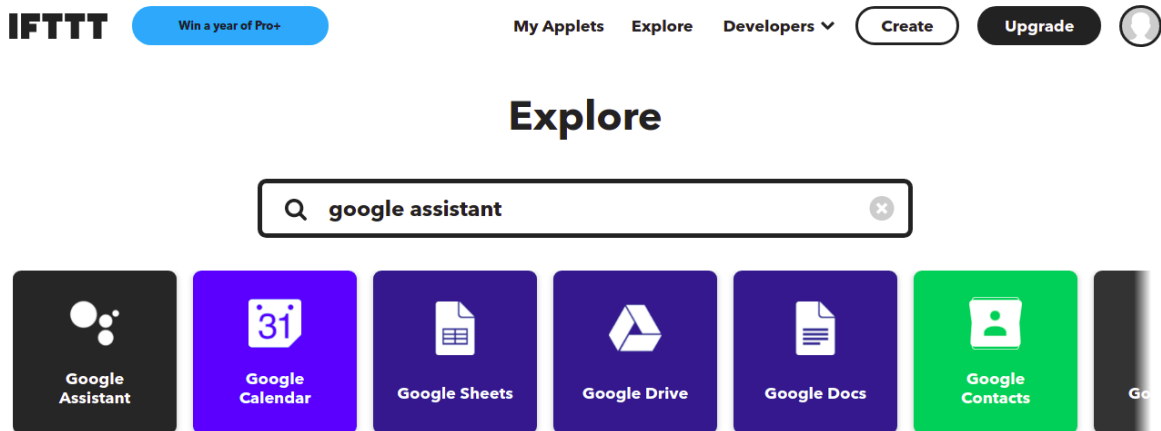 IFTTT
Win a year of Pro+
My Applets
Explore
Developers
Create
Upgrade
Explore
google assistant
31
Google
Assistant
Google
Calendar
Google Sheets
Google Drive
Google Docs
Google
Contacts